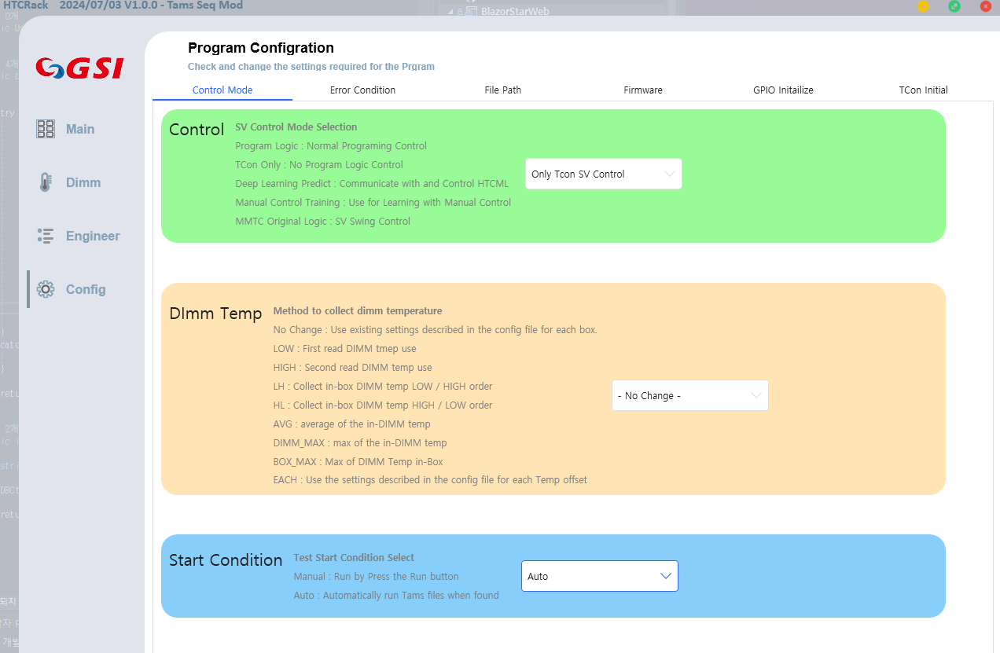 HTCRack 2024/07/03 V1.0.0 - Tams Seq Mod
BlazorStarWeb
GSI
Main
Dimm
Engineer
Config
Program Configration
Check and change the settings required for the Prgram
Control Mode
Error Condition
File Path
Firmware
GPIO Initailize
TCon Initial
Control
SV Control Mode Selection
Program Logic : Normal Programing Control
TCon Only : No Program Logic Control
Deep Learning Predict : Communicate with and Control HTCML
Manual Control Training : Use for Learning with Manual Control
MMTC Original Logic : SV Swing Control
Only Tcon SV Control
DImm Temp
Method to collect dimm temperature
No Change : Use existing settings described in the config file for each box.
LOW : First read DIMM tmep use
HIGH : Second read DIMM temp use
LH : Collect in-box DIMM temp LOW / HIGH order
HL : Collect in-box DIMM temp HIGH / LOW order
AVG : average of the in-DIMM temp
DIMM_MAX : max of the in-DIMM temp
BOX_MAX : Max of DIMM Temp in-Box
EACH : Use the settings described in the config file for each Temp offset
- No Change -
Start Condition
Test Start Condition Select
Manual : Run by Press the Run button
Auto : Automatically run Tams files when found
Auto